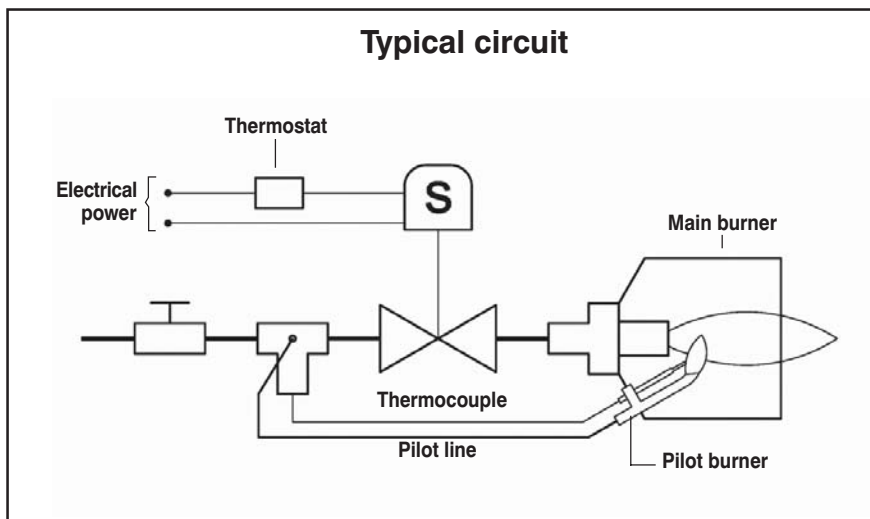 Typical circuit
Thermostat
Electrical
power
S
Main burner
Thermocouple
Pilot line
Pilot burner